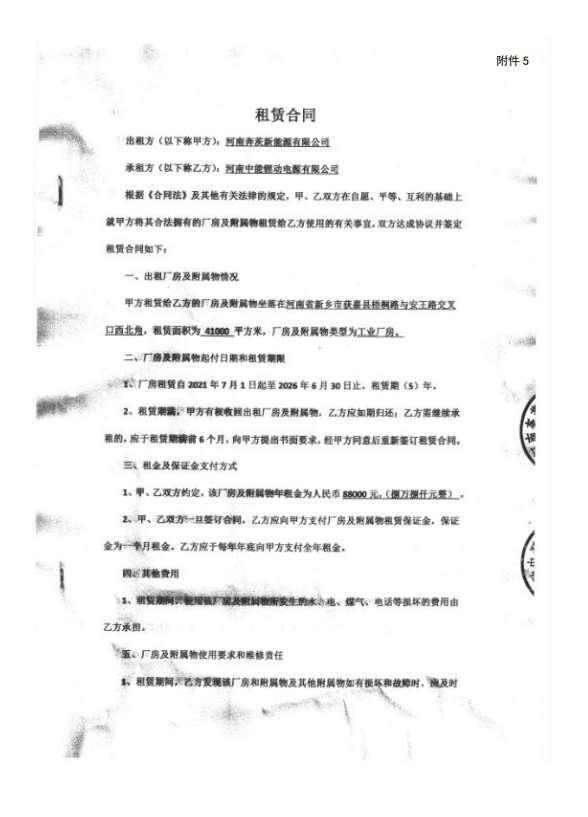 附件 5
租赁合同
出租方（以下称甲方）：河南奔茨新能源有限公司
承租方（以下称乙方）：河南中能锂动电源有限公司
根据《合同法》及其他有关法律的规定，甲、乙双方在自愿、平等、互利的基础上
就甲方将其合法拥有的厂房及附属物租赁给乙方使用的有关事宜，双方达成协议并签定
租赁合同如下：
一、出租厂房及附属物情况
甲方租赁给乙方的厂房及附属物坐落在河南省新乡市获嘉县梧桐路与安王路交叉
口西北角，租赁面积为 41000 平方米，厂房及附属物类型为工业厂房。
二、厂房及附属物起付日期和租赁期限
1、厂房租赁自 2021 年 7 月 1 日起至 2026 年 6 月 30 日止，租赁期（5）年。
2、租赁期满，甲方有权收回出租厂房及附属物，乙方应如期归还；乙方需继续承
租的，应于租赁期满前 6 个月，向甲方提出书面要求，经甲方同意后重新签订租赁合同。
三、租金及保证金支付方式
1、甲、乙双方约定，该厂房及附属物年租金为人民币 88000 元，（捌万捌仟元整）。
2、甲、乙双方一旦签订合同，乙方应向甲方支付厂房及附属物租赁保证金，保证
金为一个月租金。乙方应于每年年底向甲方支付全年租金。
四、其他费用
1、租赁期间，使用该厂房及附属物所发生的水、电、煤气、电话等损坏的费用由
乙方承担。
五、厂房及附属物使用要求和维修责任
1、租赁期间，乙方发现该厂房和附属物及其他附属物如有损坏和故障时，应及时